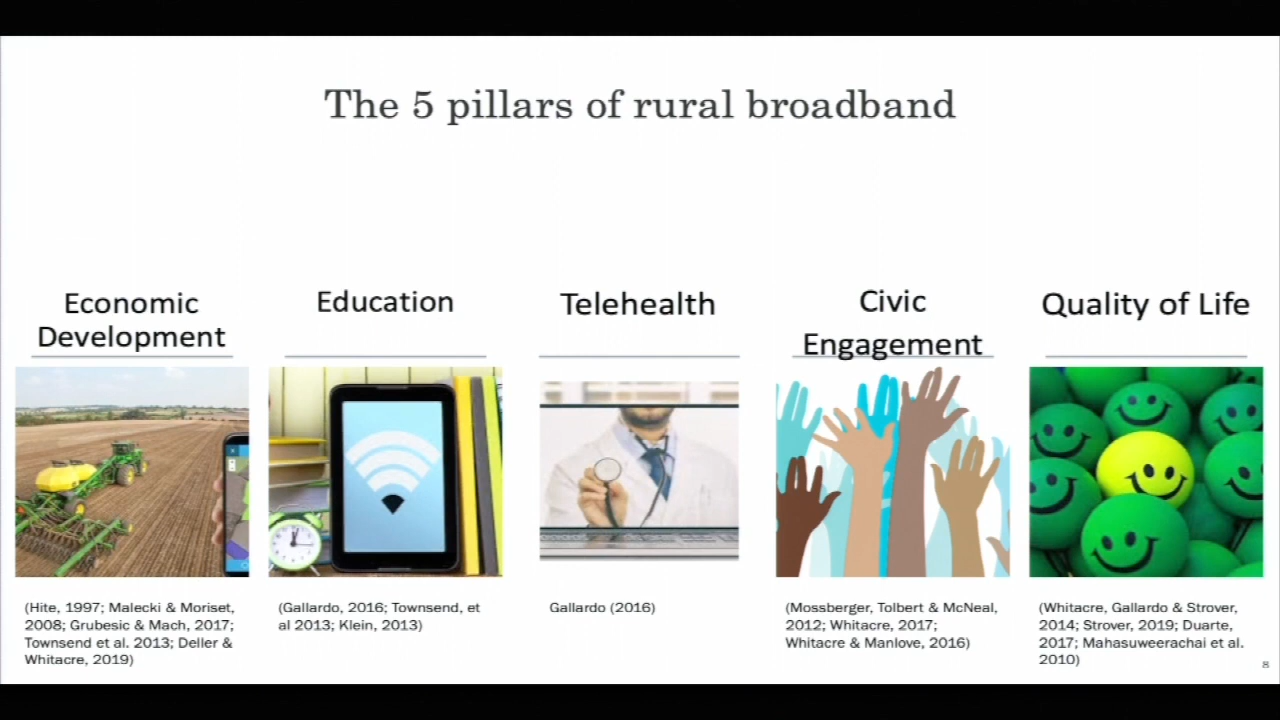 The 5 pillars of rural broadband
Economic
Development
Education
Telehealth
Civic
Engagement
Quality of Life
(Hite, 1997; Malecki & Moriset,
2008; Grubesic & Mach, 2017;
Townsend et al. 2013; Deller &
Whitacre, 2019)
(Gallardo, 2016; Townsend, et
al 2013; Klein, 2013)
Gallardo (2016)
(Mossberger, Tolbert & McNeal,
2012; Whitacre, 2017;
Whitacre & Manlove, 2016)
(Whitacre, Gallardo & Strover,
2014; Strover, 2019; Duarte,
2017; Mahasuweerachai et al.
2010)
8